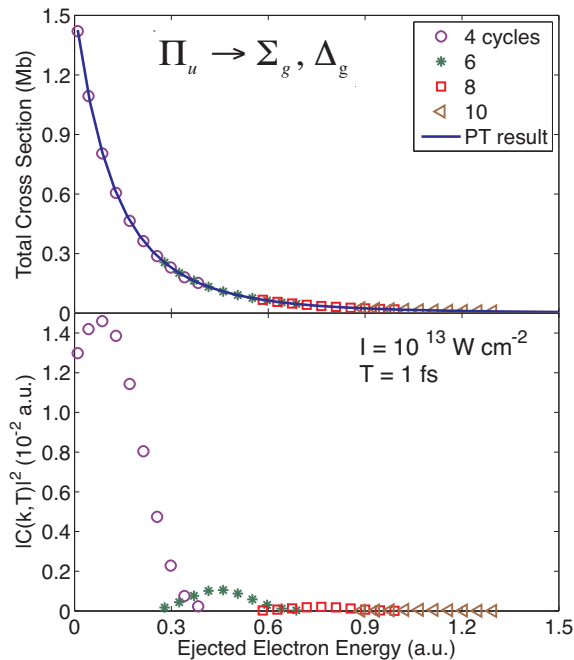 1.5
1.2
0.9
0.6
0.3
0
Total Cross Section (Mb)
Πu → Σg, Δg
4 cycles
6
8
10
PT result
1.4
1.2
1.0
0.8
0.6
0.4
0.2
0
|C(k,T)|² (10⁻² a.u.)
I = 10 ¹³ W cm⁻²
T = 1 fs
0 0.3 0.6 0.9 1.2 1.5
Ejected Electron Energy (a.u.)